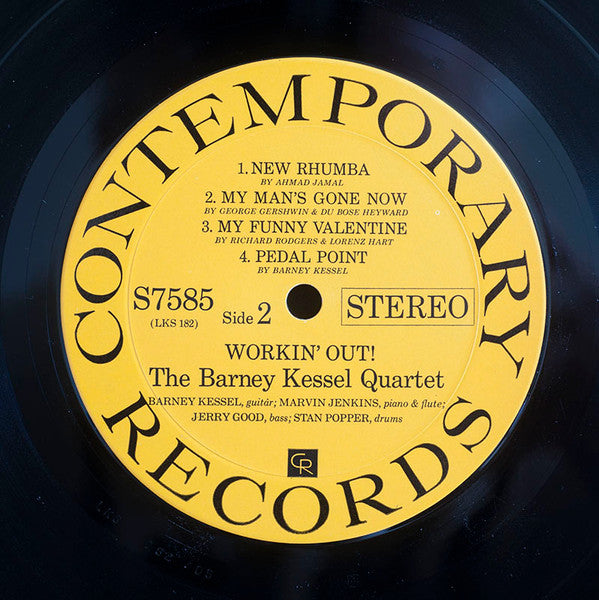 CONTEMPORARY
1. NEW RHUMBA
BY AHMAD JAMAL
2. MY MAN'S GONE NOW
BY GEORGE GERSHWIN & DU BOSE HEYWARD
3. MY FUNNY VALENTINE
BY RICHARD RODGERS & LORENZ HART
4. PEDAL POINT
BY BARNEY KESSEL
S7585
(LKS 182)
Side 2
STEREO
WORKIN' OUT!
The Barney Kessel Quartet
BARNEY KESSEL, guitár; MARVIN JENKINS, piano & flute;
JERRY GOOD, bass; STAN POPPER, drums
CR
RECORDS